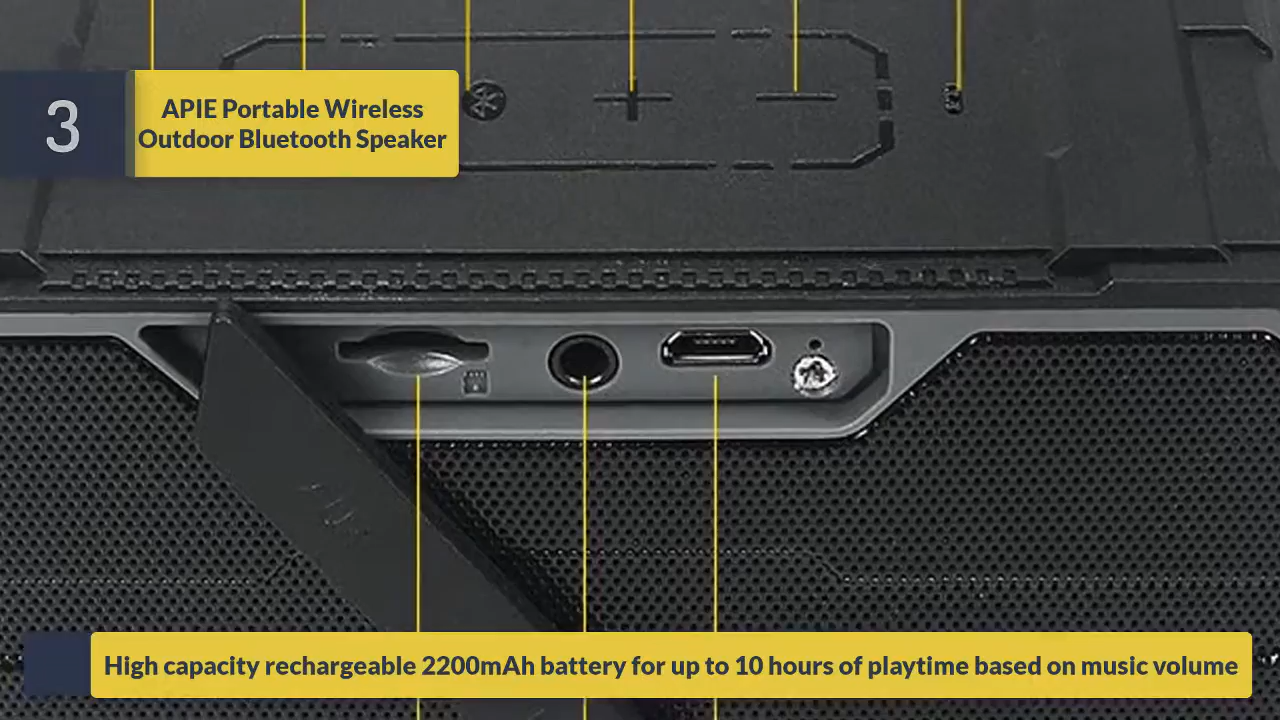 3
APIE Portable Wireless
Outdoor Bluetooth Speaker
High capacity rechargeable 2200mAh battery for up to 10 hours of playtime based on music volume